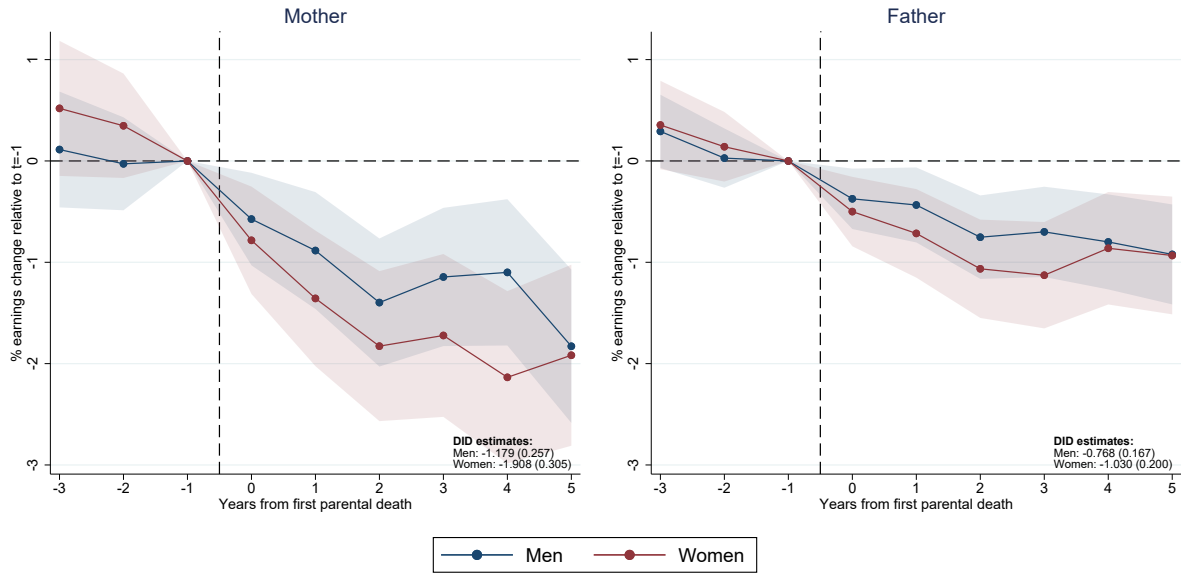 Mother
% earnings change relative to t=-1
1
0
-1
-2
-3
DID estimates:
Men: -1.179 (0.257)
Women: -1.908 (0.305)
-3 -2 -1 0 1 2 3 4 5
Years from first parental death
Father
% earnings change relative to t=-1
1
0
-1
-2
-3
DID estimates:
Men: -0.768 (0.167)
Women: -1.030 (0.200)
-3 -2 -1 0 1 2 3 4 5
Years from first parental death
Men Women